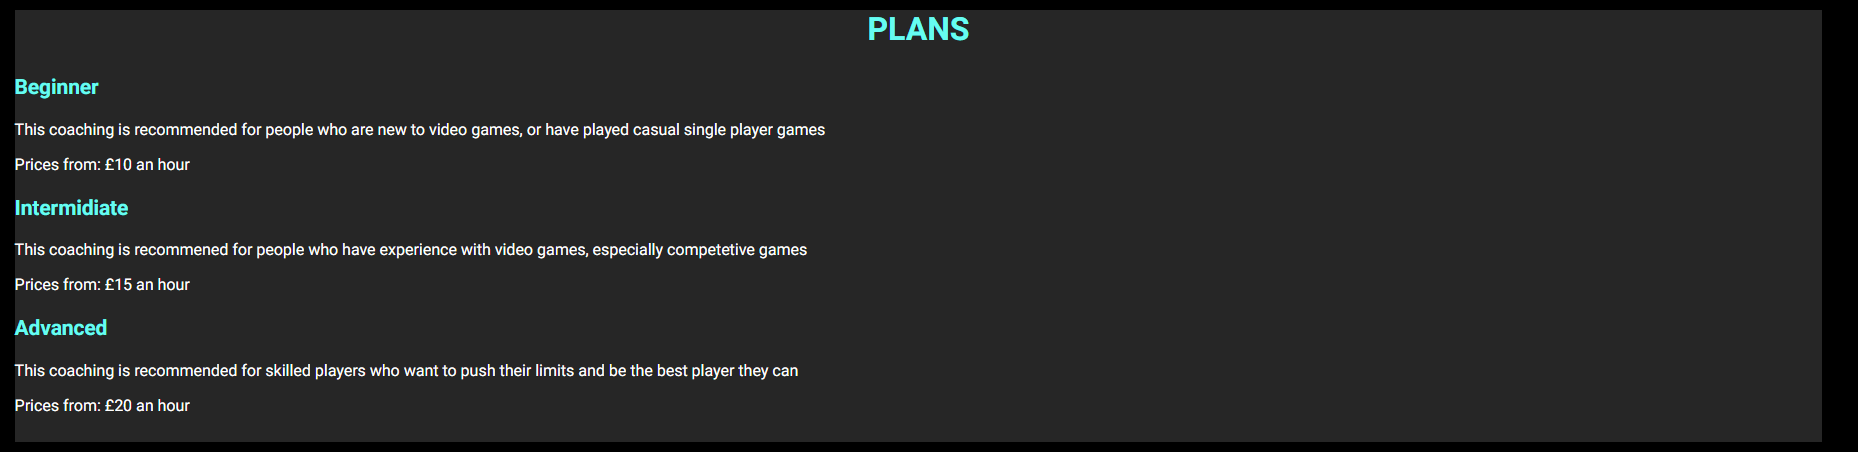 PLANS
Beginner
This coaching is recommended for people who are new to video games, or have played casual single player games
Prices from: £10 an hour
Intermidiate
This coaching is recommened for people who have experience with video games, especially competetive games
Prices from: £15 an hour
Advanced
This coaching is recommended for skilled players who want to push their limits and be the best player they can
Prices from: £20 an hour